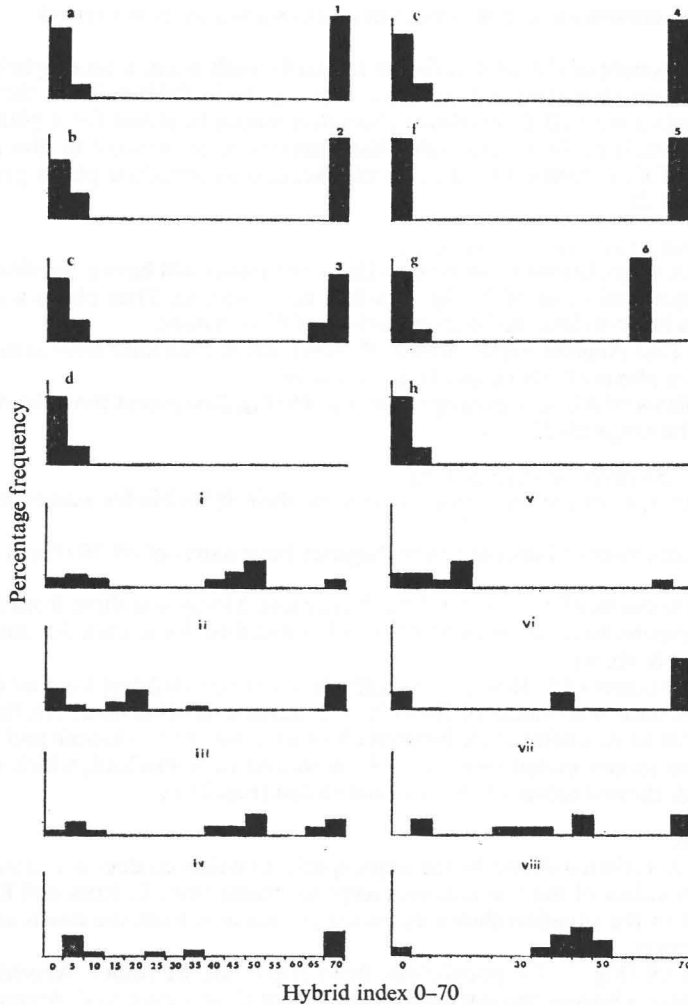 a 1 e 4
b 2 f 5
c 3 g 6
d h
i v
ii vi
iii vii
iv viii
Percentage frequency
0 5 10 15 20 25 30 35 40 45 50 55 60 65 70 0 30 70
Hybrid index 0–70